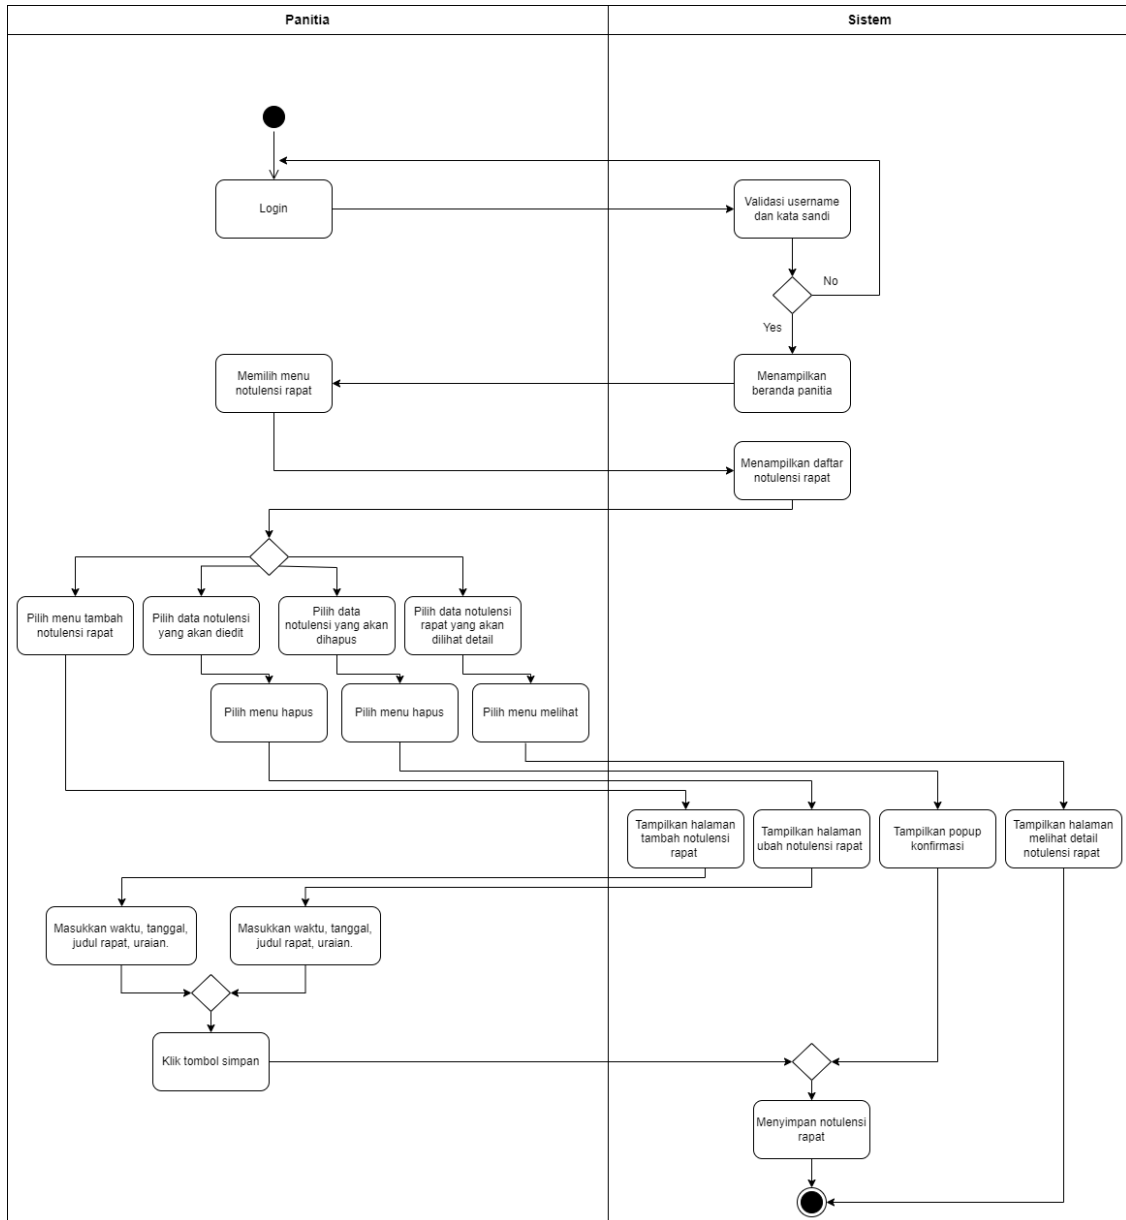 Panitia
Sistem
Login
Validasi username
dan kata sandi
No
Yes
Memilih menu
notulensi rapat
Menampilkan
beranda panitia
Menampilkan daftar
notulensi rapat
Pilih menu tambah
notulensi rapat
Pilih data notulensi
yang akan diedit
Pilih data
notulensi yang akan
dihapus
Pilih data notulensi
rapat yang akan
dilihat detail
Pilih menu hapus
Pilih menu hapus
Pilih menu melihat
Tampilkan halaman
tambah notulensi
rapat
Tampilkan halaman
ubah notulensi rapat
Tampilkan popup
konfirmasi
Tampilkan halaman
melihat detail
notulensi rapat
Masukkan waktu, tanggal,
judul rapat, uraian.
Masukkan waktu, tanggal,
judul rapat, uraian.
Klik tombol simpan
Menyimpan notulensi
rapat